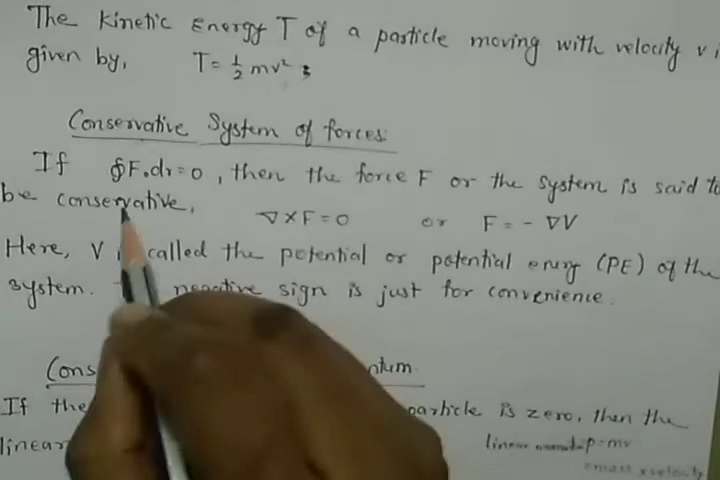 The Kinetic Energy T of a particle moving with velocity v i
given by, T = ½ mv² ;
Conservative System of forces:
If ∮F.dr=0, then the force F or the system is said to
be conservative, ∇×F=0 or F = - ∇V
Here, V i called the potential or potential enrgy (PE) of the
system. negative sign is just for convenience.
Cons ntum
If the particle is zero, then the
linear linear p=mv
= mass x velocity